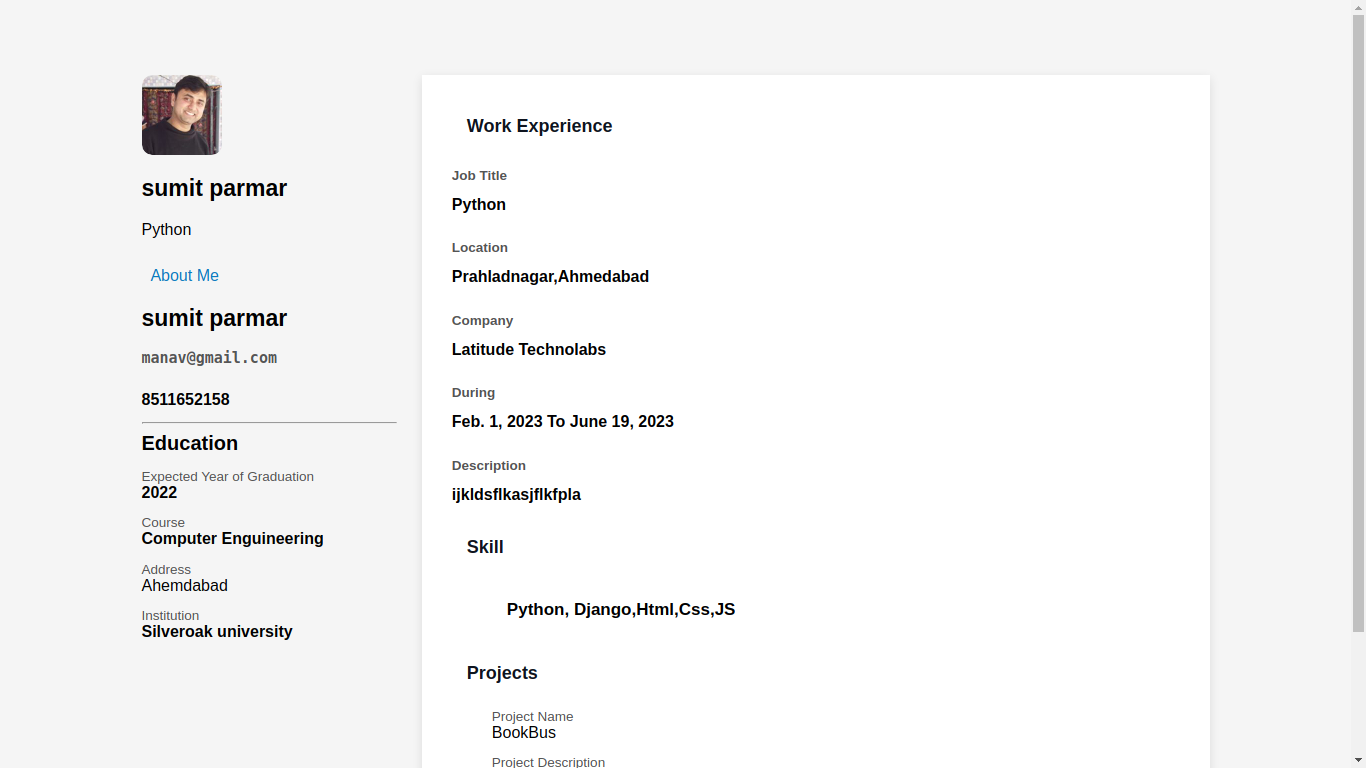 sumit parmar
Python
About Me
sumit parmar
manav@gmail.com
8511652158
Education
Expected Year of Graduation
2022
Course
Computer Enguineering
Address
Ahemdabad
Institution
Silveroak university
Work Experience
Job Title
Python
Location
Prahladnagar,Ahmedabad
Company
Latitude Technolabs
During
Feb. 1, 2023 To June 19, 2023
Description
ijkldsflkasjflkfpla
Skill
Python, Django,Html,Css,JS
Projects
Project Name
BookBus
Project Description